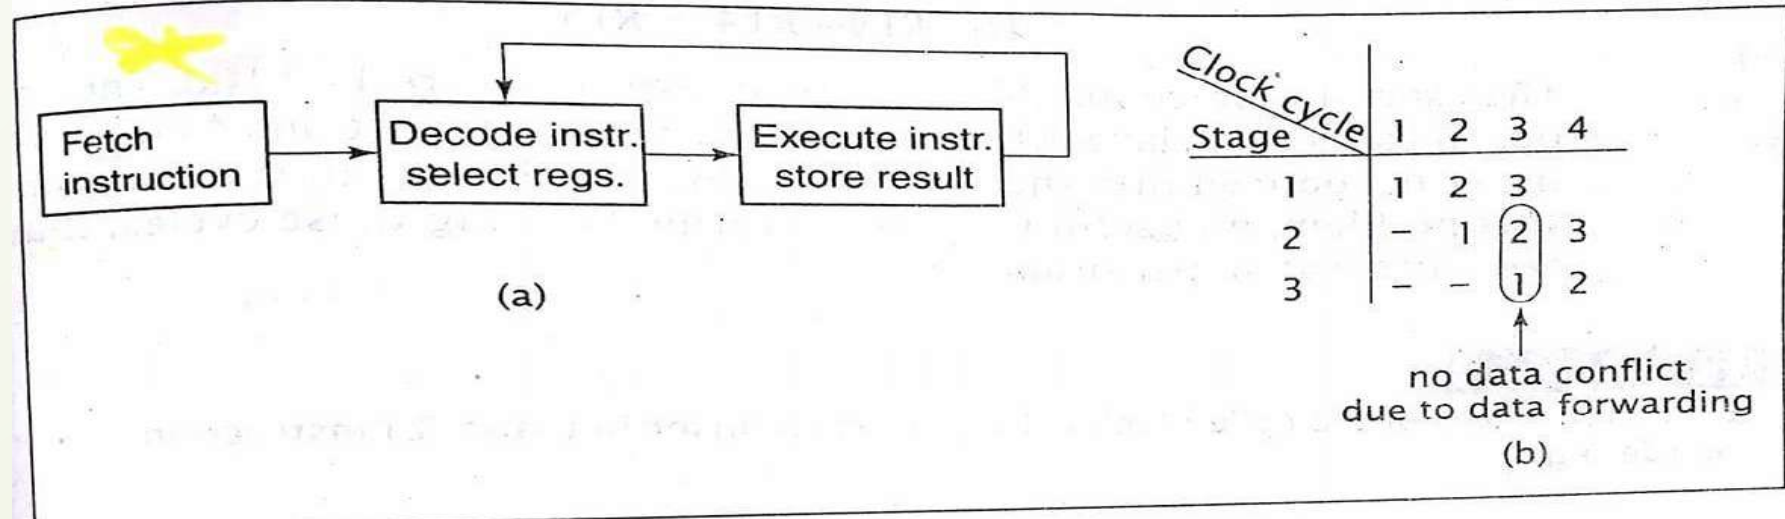 Fetch
instruction
Decode instr.
select regs.
Execute instr.
store result
(a)
Clock cycle
Stage 1 2 3 4
1 1 2 3
2 – 1 2 3
3 – – 1 2
no data conflict
due to data forwarding
(b)